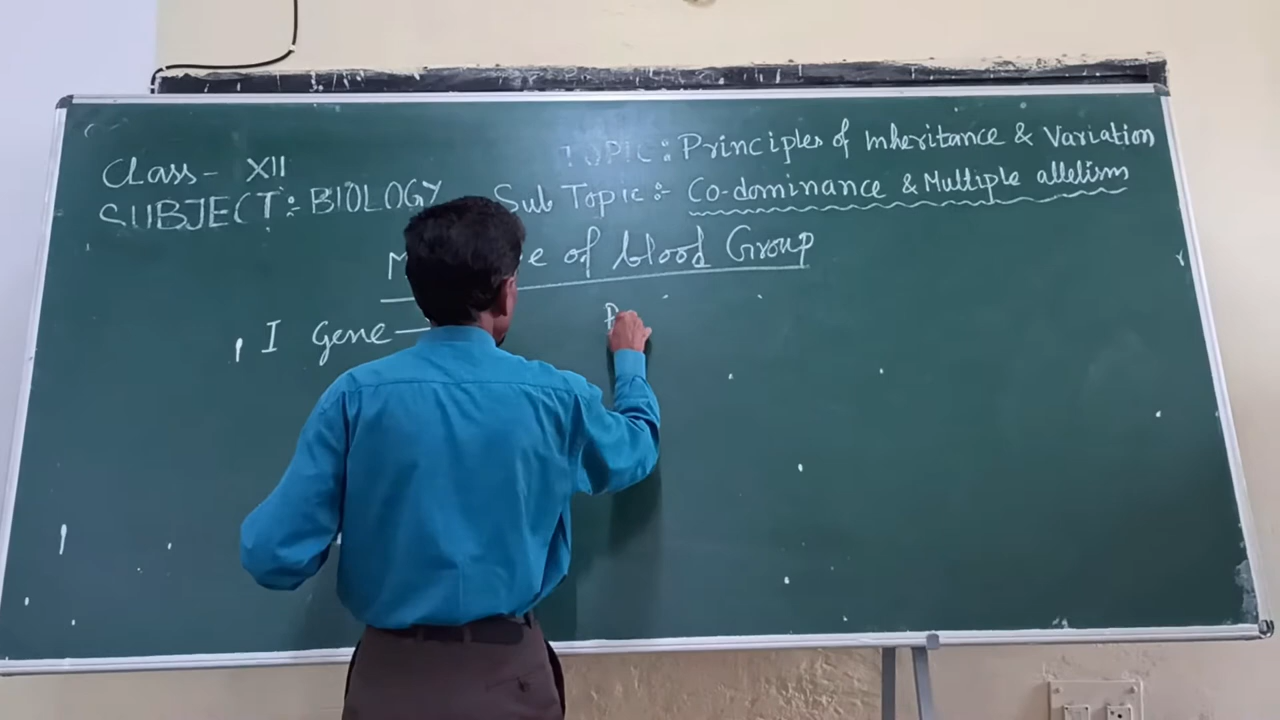 Class - XII
TOPIC: Principles of Inheritance & Variation
SUBJECT:- BIOLOGY
Sub Topic:- Co-dominance & Multiple allelism
of blood Group
I Gene —